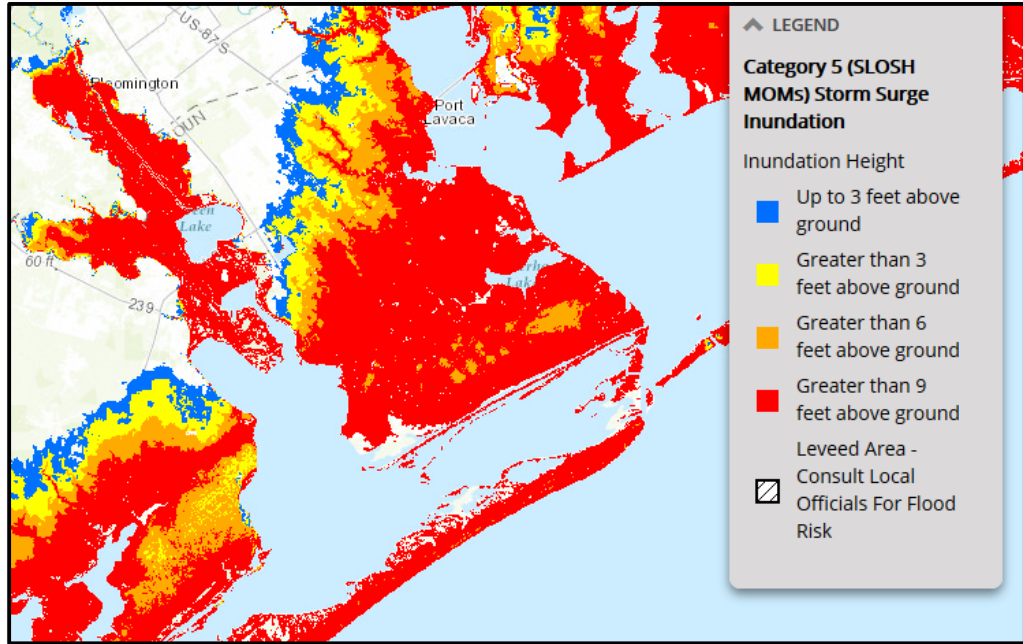 US-87-S
Bloomington
OUN
Port
Lavaca
Lake
60 ft
239
Lake
LEGEND
Category 5 (SLOSH
MOMs) Storm Surge
Inundation
Inundation Height
Up to 3 feet above
ground
Greater than 3
feet above ground
Greater than 6
feet above ground
Greater than 9
feet above ground
Leveed Area -
Consult Local
Officials For Flood
Risk